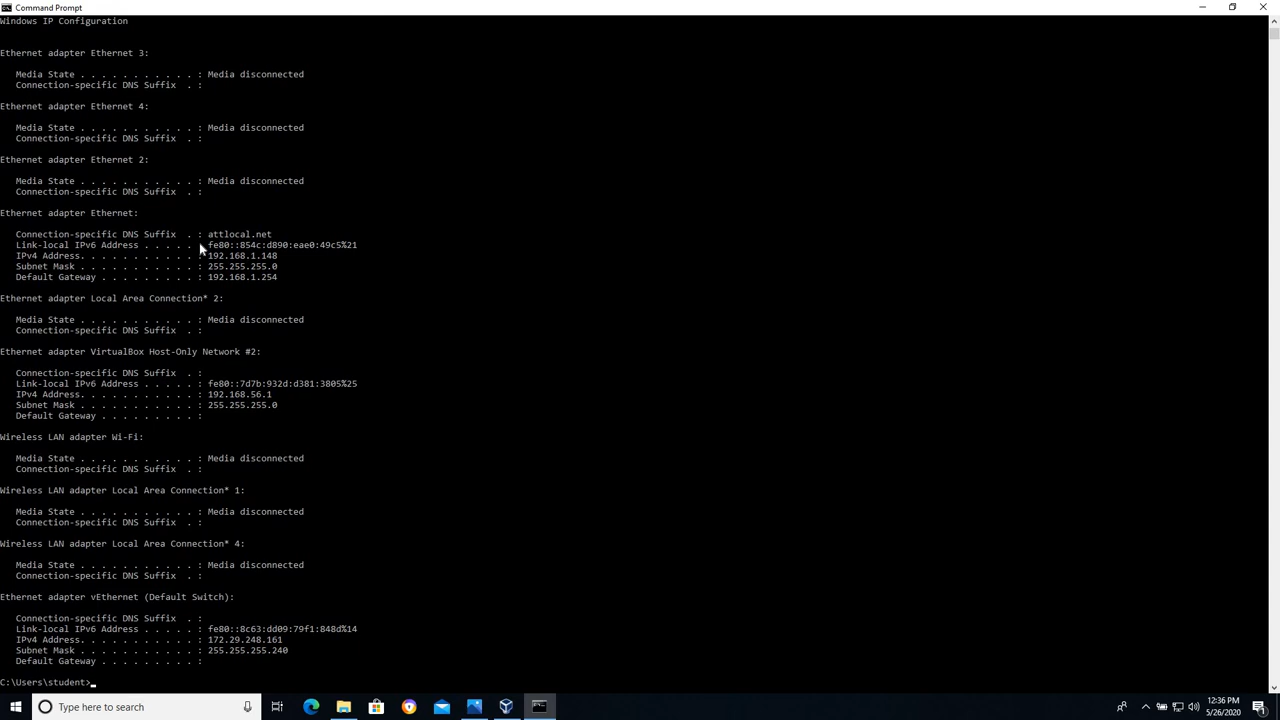 Command Prompt
Windows IP Configuration
Ethernet adapter Ethernet 3:
Media State . . . . . . . . . . . : Media disconnected
Connection-specific DNS Suffix  . :
Ethernet adapter Ethernet 4:
Media State . . . . . . . . . . . : Media disconnected
Connection-specific DNS Suffix  . :
Ethernet adapter Ethernet 2:
Media State . . . . . . . . . . . : Media disconnected
Connection-specific DNS Suffix  . :
Ethernet adapter Ethernet:
Connection-specific DNS Suffix  . : attlocal.net
Link-local IPv6 Address . . . . . : fe80::854c:d890:eae0:49c5%21
IPv4 Address. . . . . . . . . . . : 192.168.1.148
Subnet Mask . . . . . . . . . . . : 255.255.255.0
Default Gateway . . . . . . . . . : 192.168.1.254
Ethernet adapter Local Area Connection* 2:
Media State . . . . . . . . . . . : Media disconnected
Connection-specific DNS Suffix  . :
Ethernet adapter VirtualBox Host-Only Network #2:
Connection-specific DNS Suffix  . :
Link-local IPv6 Address . . . . . : fe80::7d7b:932d:d381:3805%25
IPv4 Address. . . . . . . . . . . : 192.168.56.1
Subnet Mask . . . . . . . . . . . : 255.255.255.0
Default Gateway . . . . . . . . . :
Wireless LAN adapter Wi-Fi:
Media State . . . . . . . . . . . : Media disconnected
Connection-specific DNS Suffix  . :
Wireless LAN adapter Local Area Connection* 1:
Media State . . . . . . . . . . . : Media disconnected
Connection-specific DNS Suffix  . :
Wireless LAN adapter Local Area Connection* 4:
Media State . . . . . . . . . . . : Media disconnected
Connection-specific DNS Suffix  . :
Ethernet adapter vEthernet (Default Switch):
Connection-specific DNS Suffix  . :
Link-local IPv6 Address . . . . . : fe80::8c63:dd09:79f1:848d%14
IPv4 Address. . . . . . . . . . . : 172.29.248.161
Subnet Mask . . . . . . . . . . . : 255.255.255.240
Default Gateway . . . . . . . . . :
C:\Users\student>
Type here to search
12:36 PM
5/26/2020